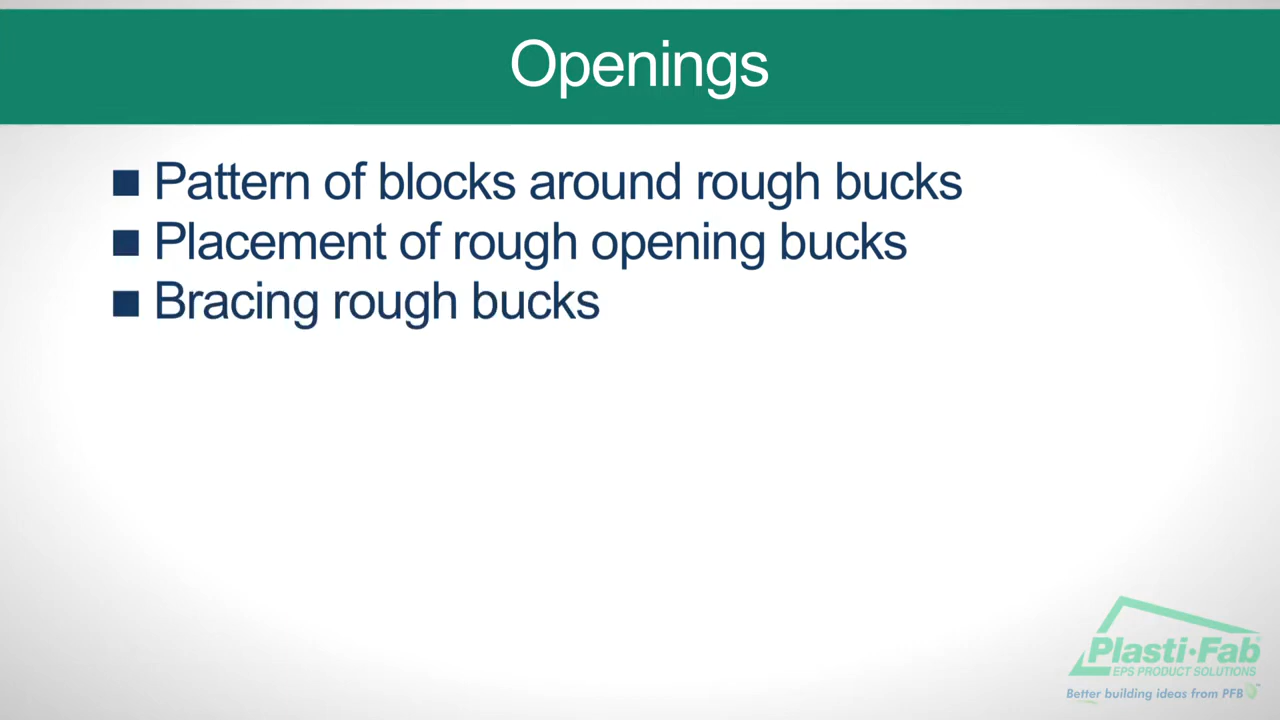 Openings
Pattern of blocks around rough bucks
Placement of rough opening bucks
Bracing rough bucks
Plasti-Fab®
EPS PRODUCT SOLUTIONS
Better building ideas from PFB™